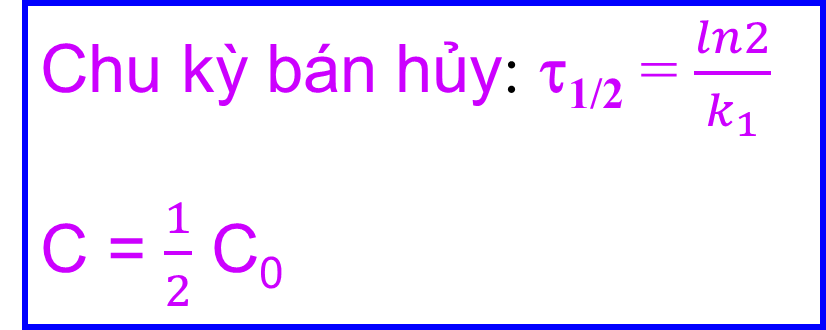 Chu kỳ bán hủy: τ1/2 = ln2/k1
C = 1/2 C0